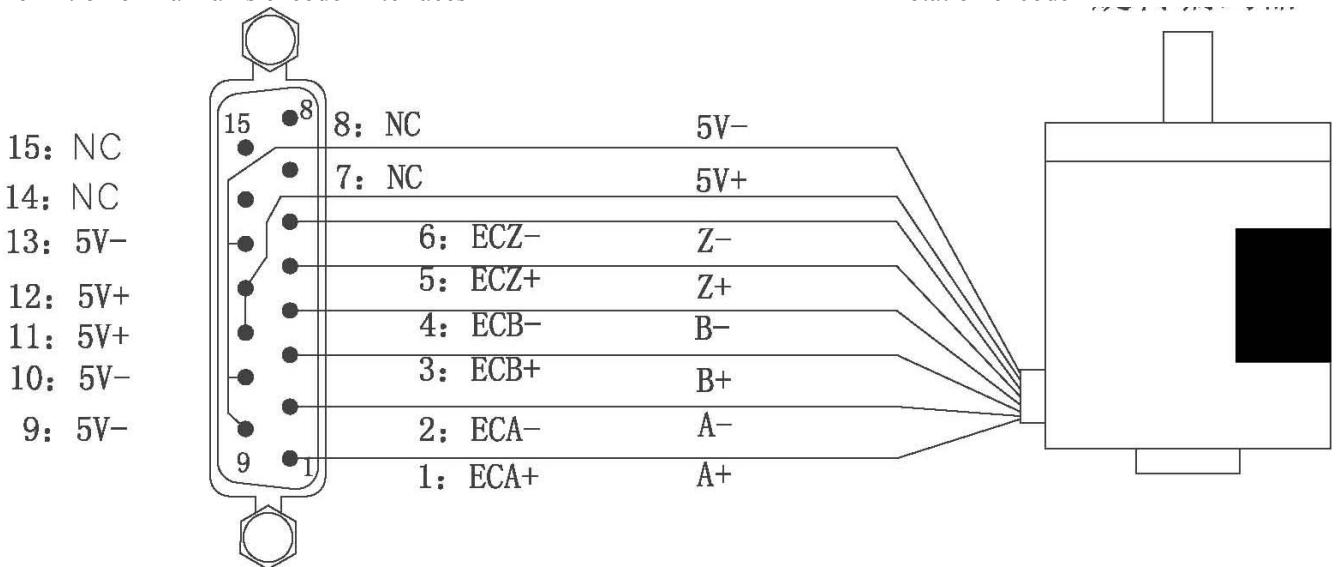 15
8
8: NC
5V-
15: NC
7: NC
5V+
14: NC
6: ECZ-
Z-
13: 5V-
5: ECZ+
Z+
12: 5V+
4: ECB-
B-
11: 5V+
3: ECB+
B+
10: 5V-
2: ECA-
A-
9: 5V-
9
1
1: ECA+
A+